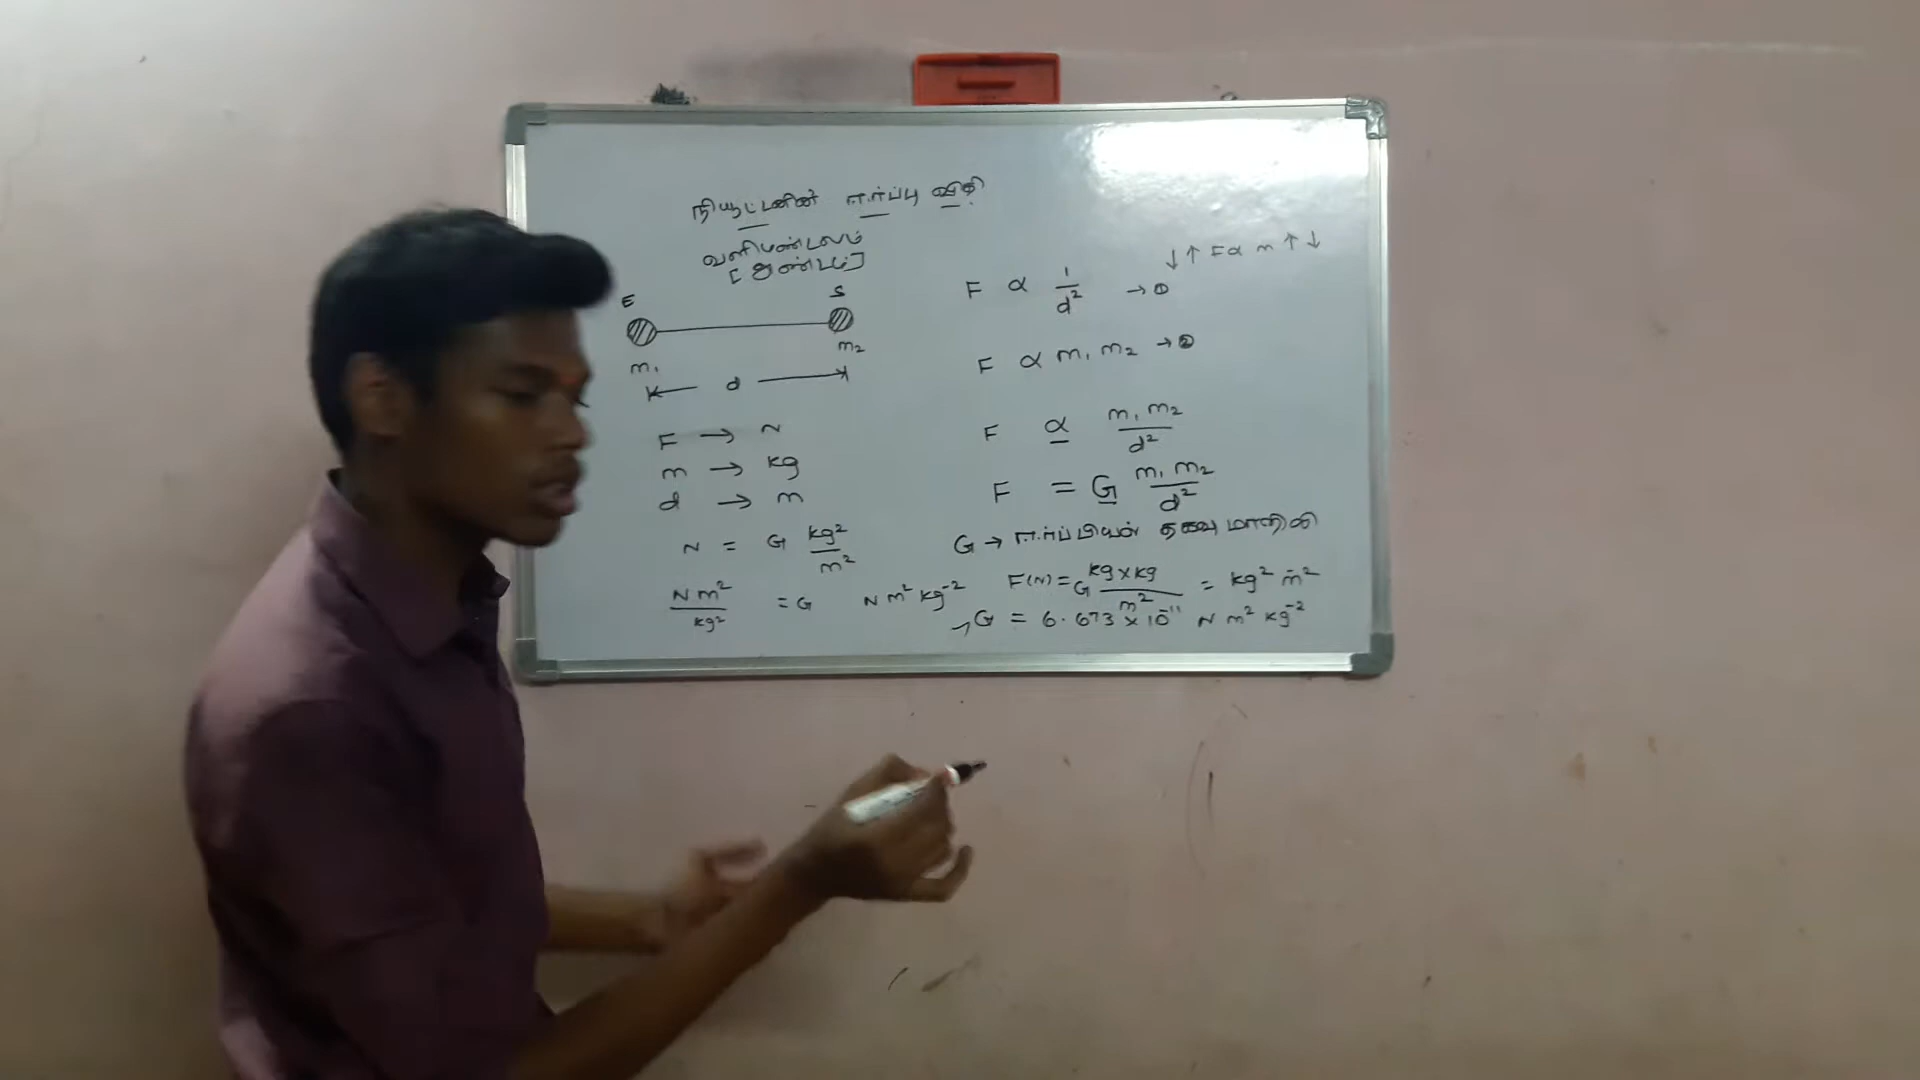 நியூட்டனின் ஈர்ப்பு விதி
வளிமண்டலம்
[அண்டம்]
E S
m₁ m₂
d
F → N
m → kg
d → m
N = G kg²/m²
N m²/kg² = G N m² kg⁻²
↓↑ F α m ↑↓
F α 1/d² → ①
F α m₁ m₂ → ②
F α m₁ m₂/d²
F = G m₁ m₂/d²
G → ஈர்ப்பியல் தகவு மாறிலி
F(N) = G kg x kg/m² = kg² m⁻²
G = 6.673 x 10⁻¹¹ N m² kg⁻²